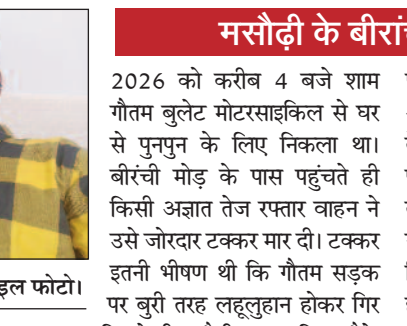 मसौढ़ी के
2026 को करीब 4 बजे शाम
गौतम बुलेट मोटरसाइकिल से घर
से पुनपुन के लिए निकला था।
बीरंची मोड़ के पास पहुंचते ही
किसी अज्ञात तेज रफ्तार वाहन ने
उसे जोरदार टक्कर मार दी। टक्कर
इतनी भीषण थी कि गौतम सड़क
पर बुरी तरह लहूलुहान होकर गिर
फोटो।